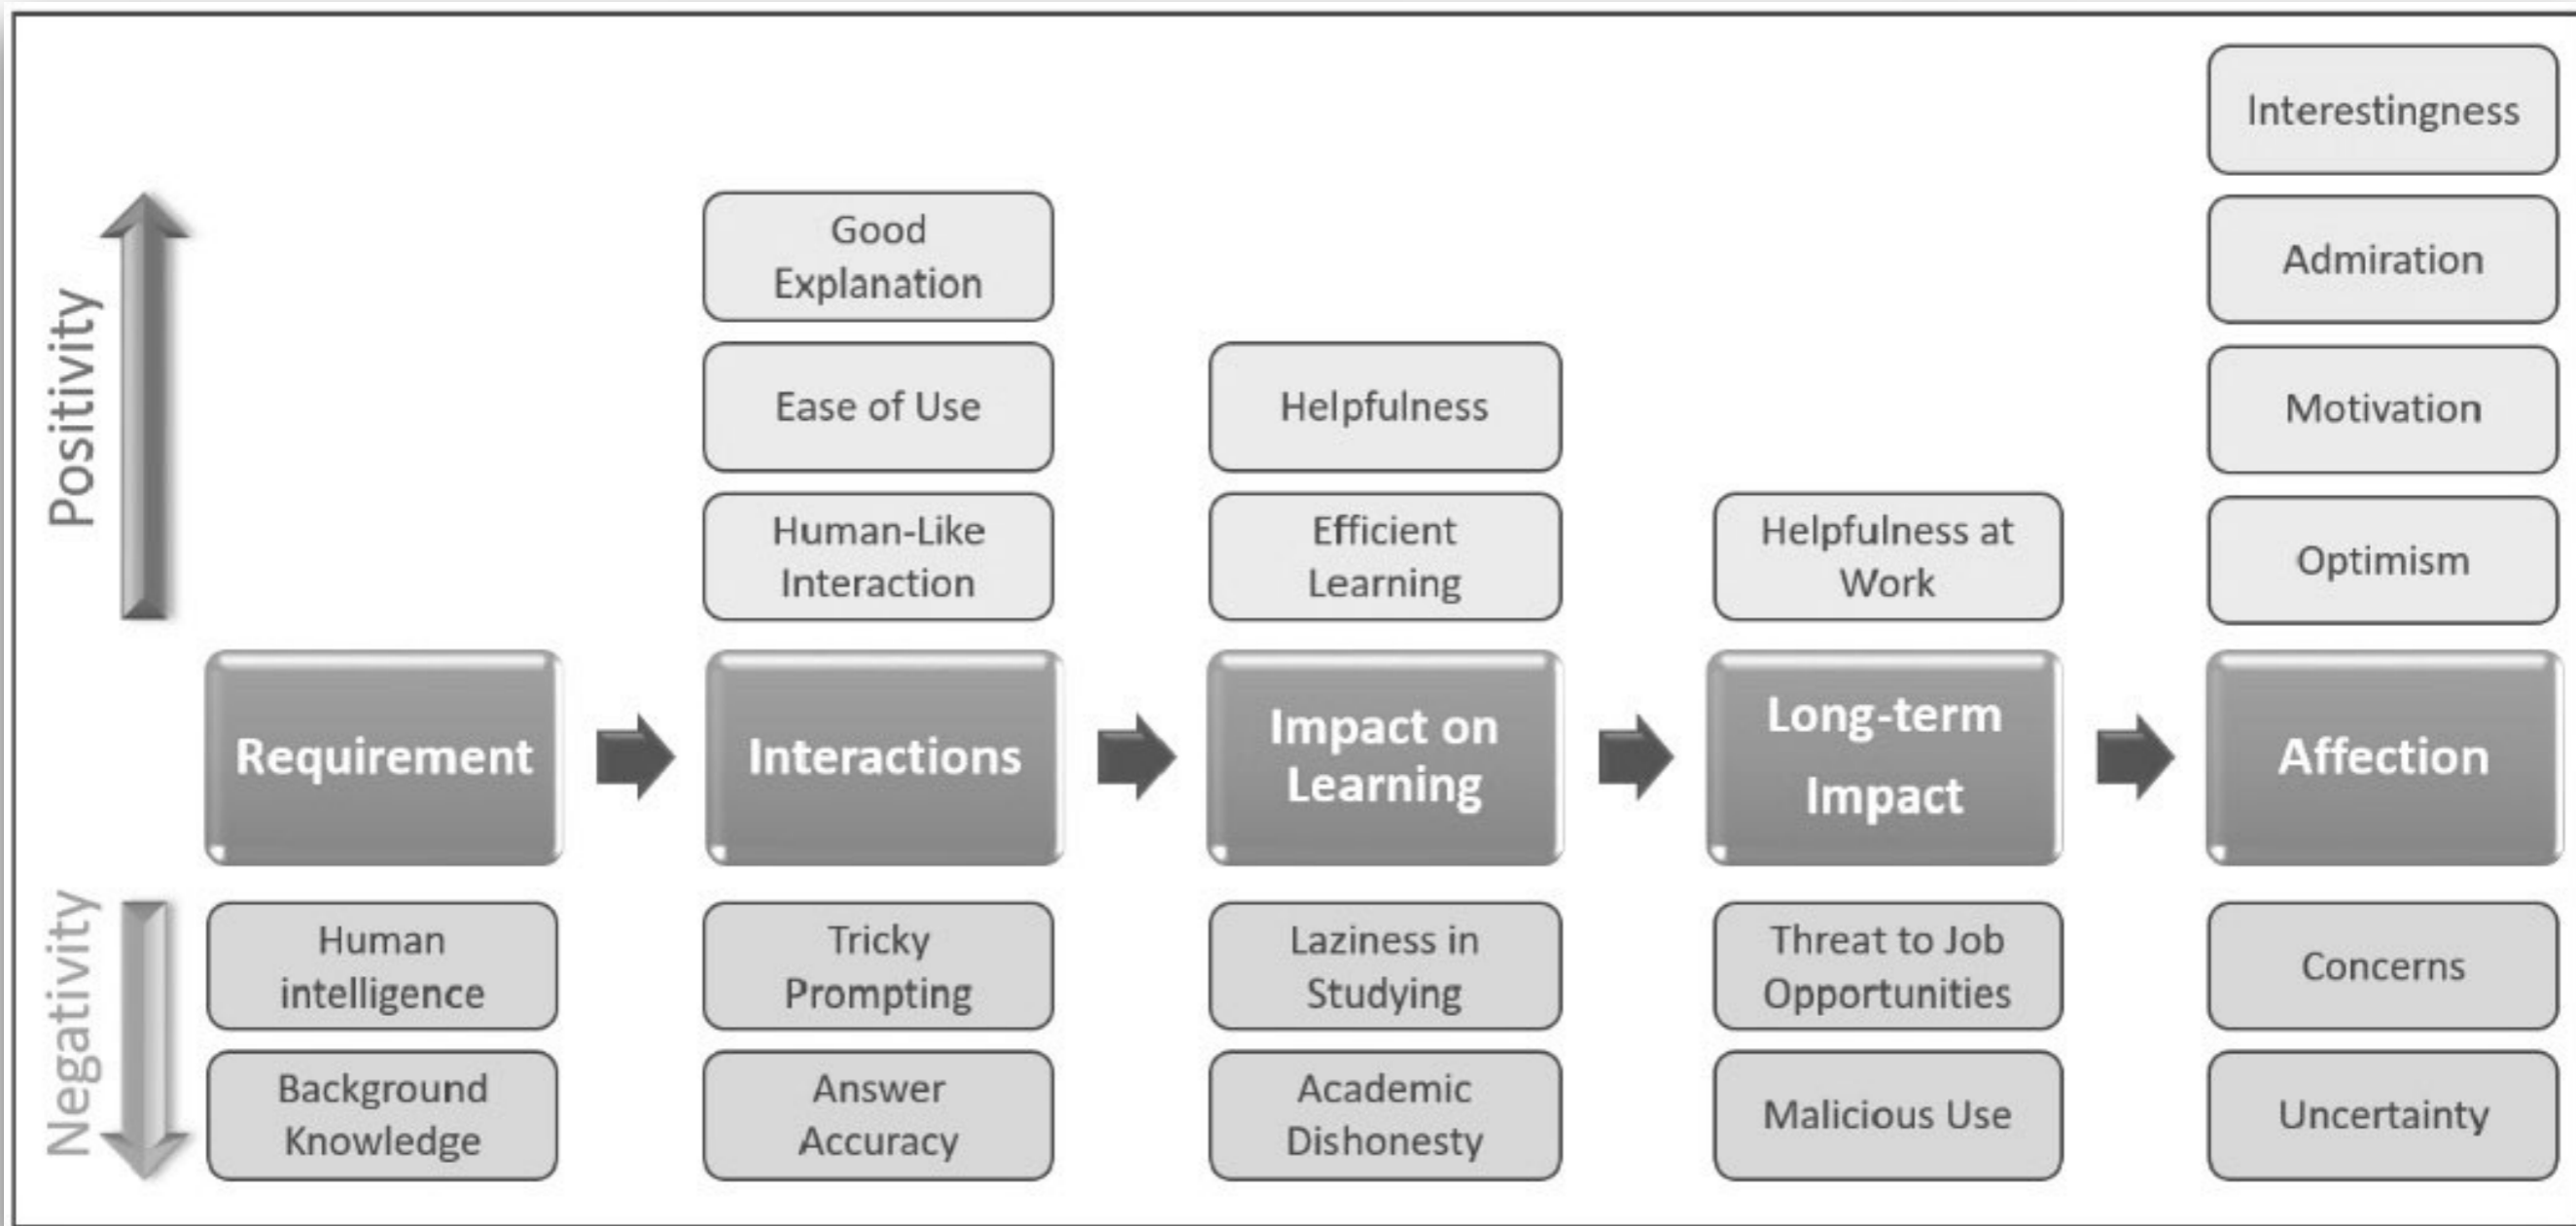 Positivity
Interestingness
Admiration
Motivation
Optimism
Good
Explanation
Ease of Use
Human-Like
Interaction
Helpfulness
Efficient
Learning
Helpfulness at
Work
Requirement
Interactions
Impact on
Learning
Long-term
Impact
Affection
Negativity
Human
intelligence
Background
Knowledge
Tricky
Prompting
Answer
Accuracy
Laziness in
Studying
Academic
Dishonesty
Threat to Job
Opportunities
Malicious Use
Concerns
Uncertainty